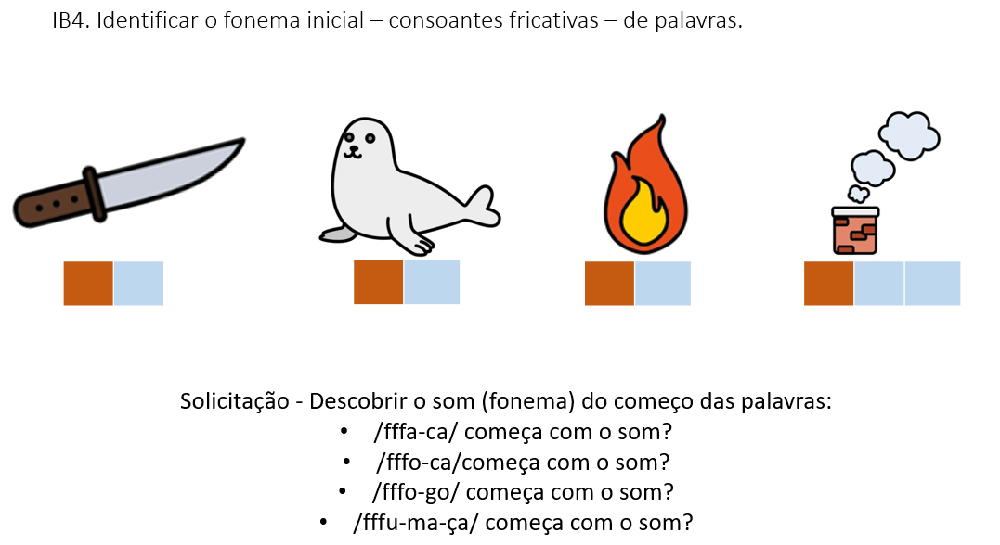 IB4. Identificar o fonema inicial – consoantes fricativas – de palavras.
Solicitação - Descobrir o som (fonema) do começo das palavras:
• /fffa-ca/ começa com o som?
• /fffo-ca/começa com o som?
• /fffo-go/ começa com o som?
• /fffu-ma-ça/ começa com o som?